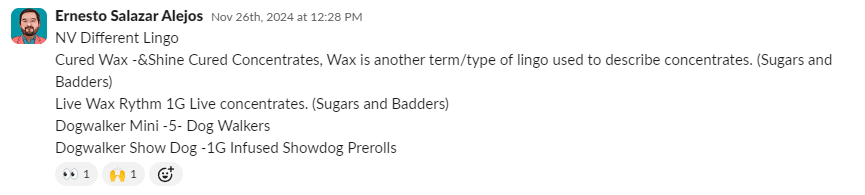 Ernesto Salazar Alejos Nov 26th, 2024 at 12:28 PM
NV Different Lingo
Cured Wax -&Shine Cured Concentrates, Wax is another term/type of lingo used to describe concentrates. (Sugars and
Badders)
Live Wax Rythm 1G Live concentrates. (Sugars and Badders)
Dogwalker Mini -5- Dog Walkers
Dogwalker Show Dog -1G Infused Showdog Prerolls
1 1